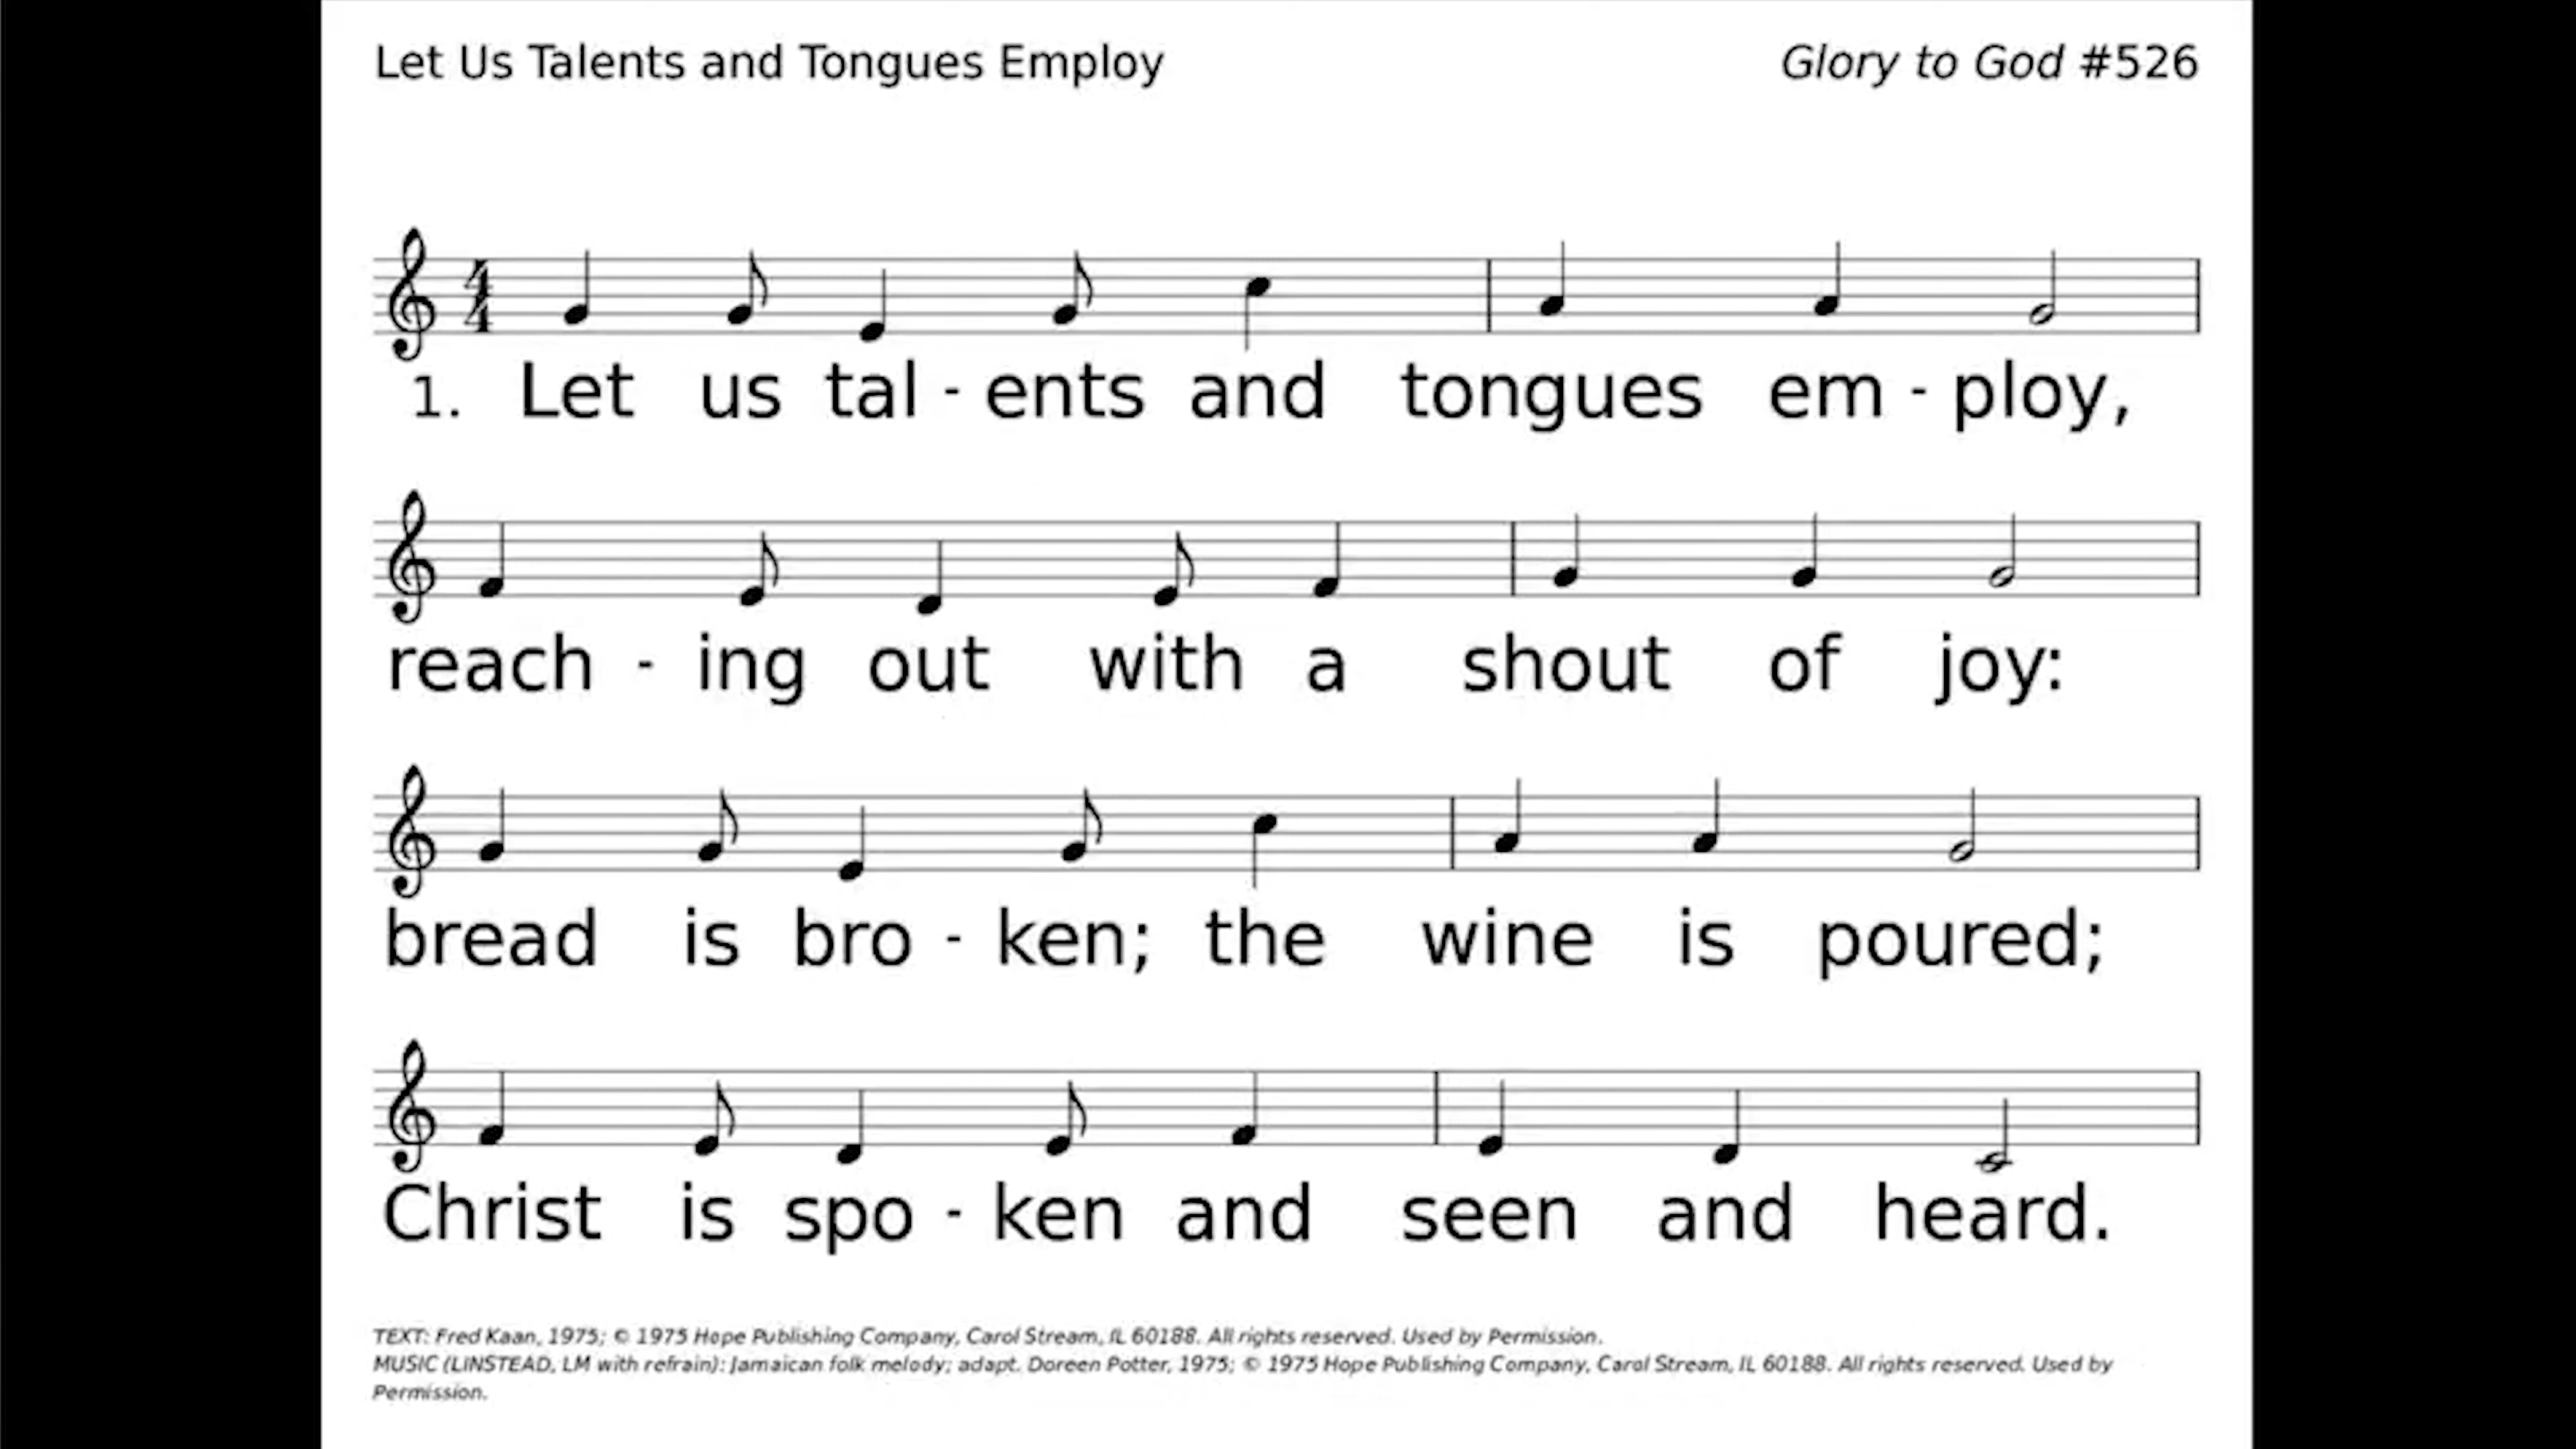 Let Us Talents and Tongues Employ Glory to God #526
1. Let us tal - ents and tongues em - ploy,
reach - ing out with a shout of joy:
bread is bro - ken; the wine is poured;
Christ is spo - ken and seen and heard.
TEXT: Fred Kaan, 1975; © 1975 Hope Publishing Company, Carol Stream, IL 60188. All rights reserved. Used by Permission.
MUSIC (LINSTEAD, LM with refrain): Jamaican folk melody; adapt. Doreen Potter, 1975; © 1975 Hope Publishing Company, Carol Stream, IL 60188. All rights reserved. Used by
Permission.